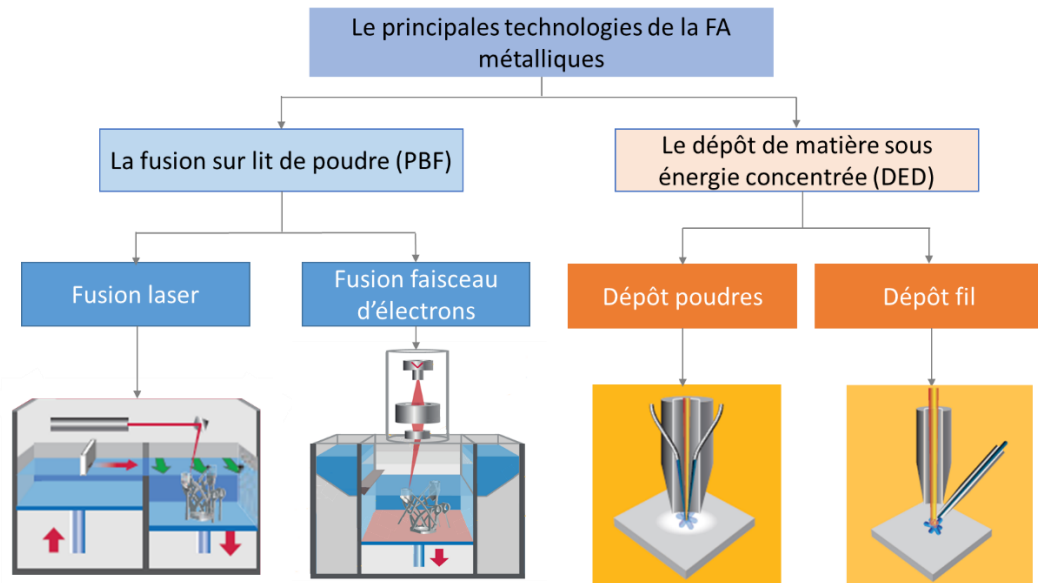 Le principales technologies de la FA
métalliques
La fusion sur lit de poudre (PBF)
Le dépôt de matière sous
énergie concentrée (DED)
Fusion laser
Fusion faisceau
d'électrons
Dépôt poudres
Dépôt fil